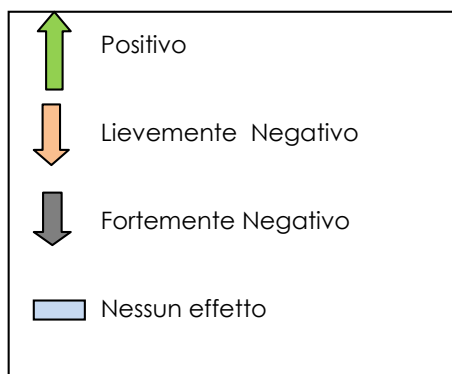 Positivo
Lievemente Negativo
Fortemente Negativo
Nessun effetto